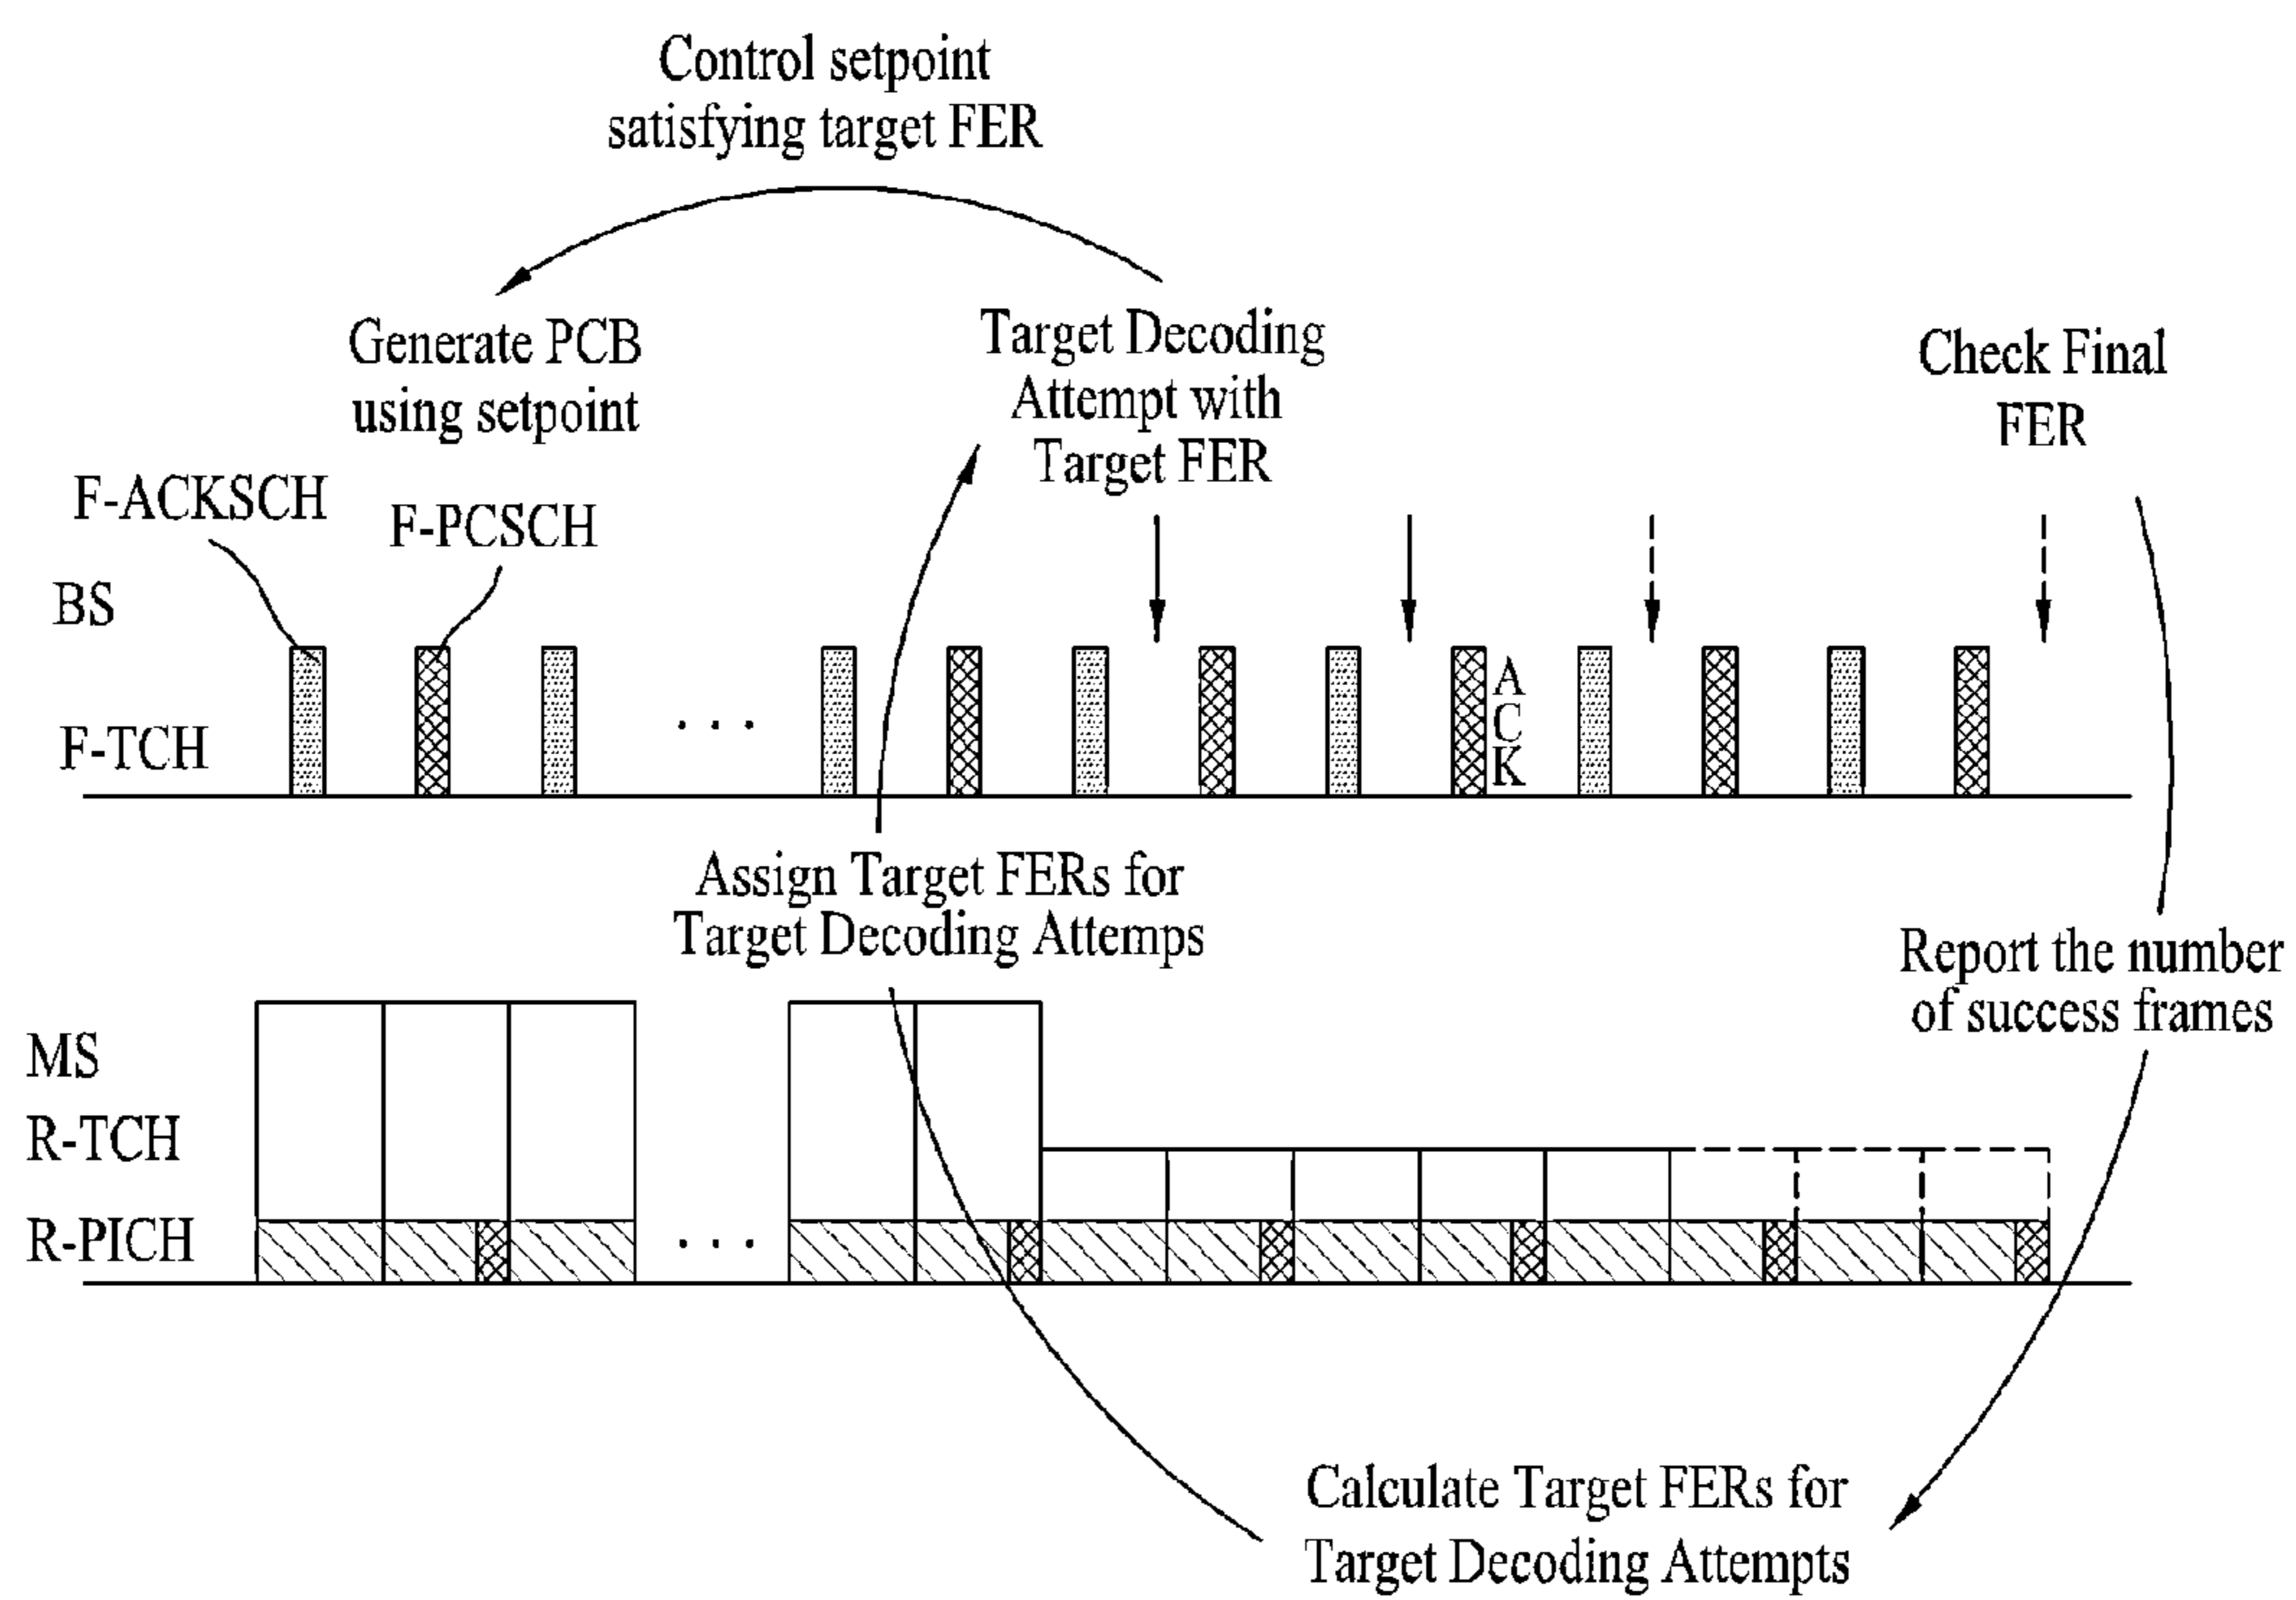 Control setpoint
satisfying target FER
Generate PCB
using setpoint
Target Decoding
Attempt with
Target FER
Check Final
FER
F-ACKSCH
F-PCSCH
BS
F-TCH
. . .
A
C
K
Assign Target FERs for
Target Decoding Attemps
Report the number
of success frames
MS
R-TCH
R-PICH
. . .
Calculate Target FERs for
Target Decoding Attempts